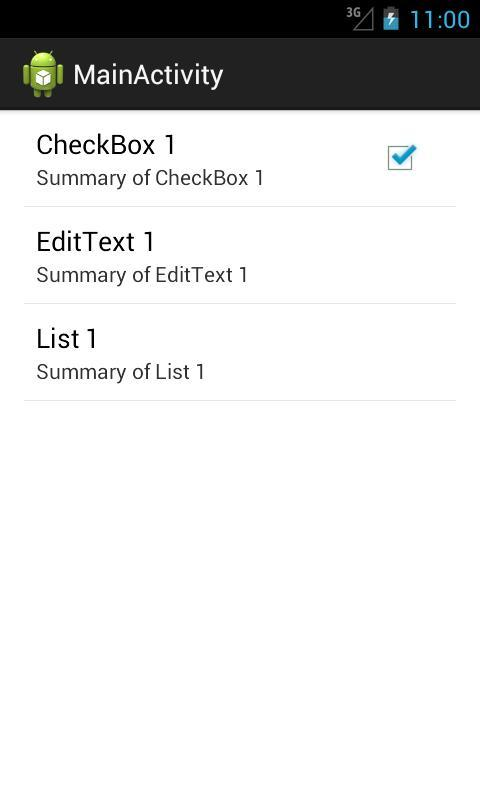 3G 11:00
MainActivity
CheckBox 1
Summary of CheckBox 1
EditText 1
Summary of EditText 1
List 1
Summary of List 1